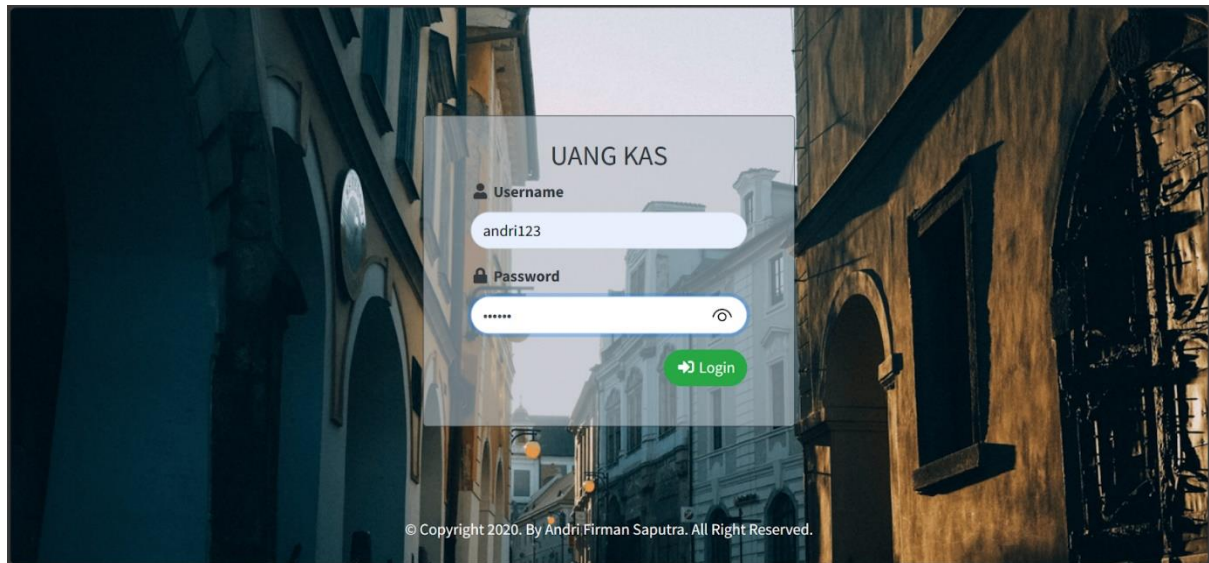 UANG KAS
Username
andri123
Password
••••••
Login
© Copyright 2020. By Andri Firman Saputra. All Right Reserved.